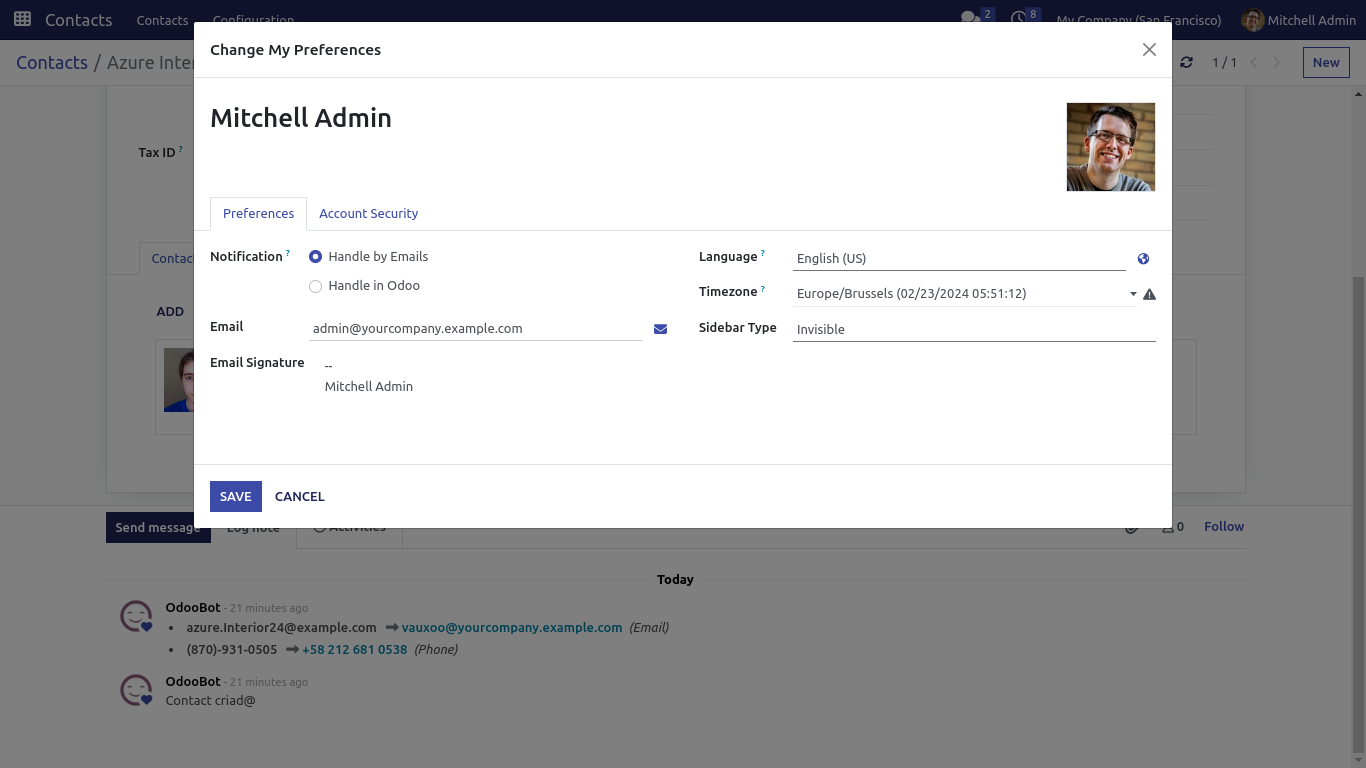 Contacts Contacts Configuration 2 8 My Company (San Francisco) Mitchell Admin
Change My Preferences
Contacts / Azure Inter 1 / 1 New
Mitchell Admin
Tax ID ?
Preferences Account Security
Notification ? Handle by Emails
Handle in Odoo
Language ? English (US)
Timezone ? Europe/Brussels (02/23/2024 05:51:12)
Email admin@yourcompany.example.com
Sidebar Type Invisible
Email Signature --
Mitchell Admin
Contac
ADD
SAVE CANCEL
Send message Log note Activities 0 Follow
Today
OdooBot - 21 minutes ago
• azure.Interior24@example.com → vauxoo@yourcompany.example.com (Email)
• (870)-931-0505 → +58 212 681 0538 (Phone)
OdooBot - 21 minutes ago
Contact criad@